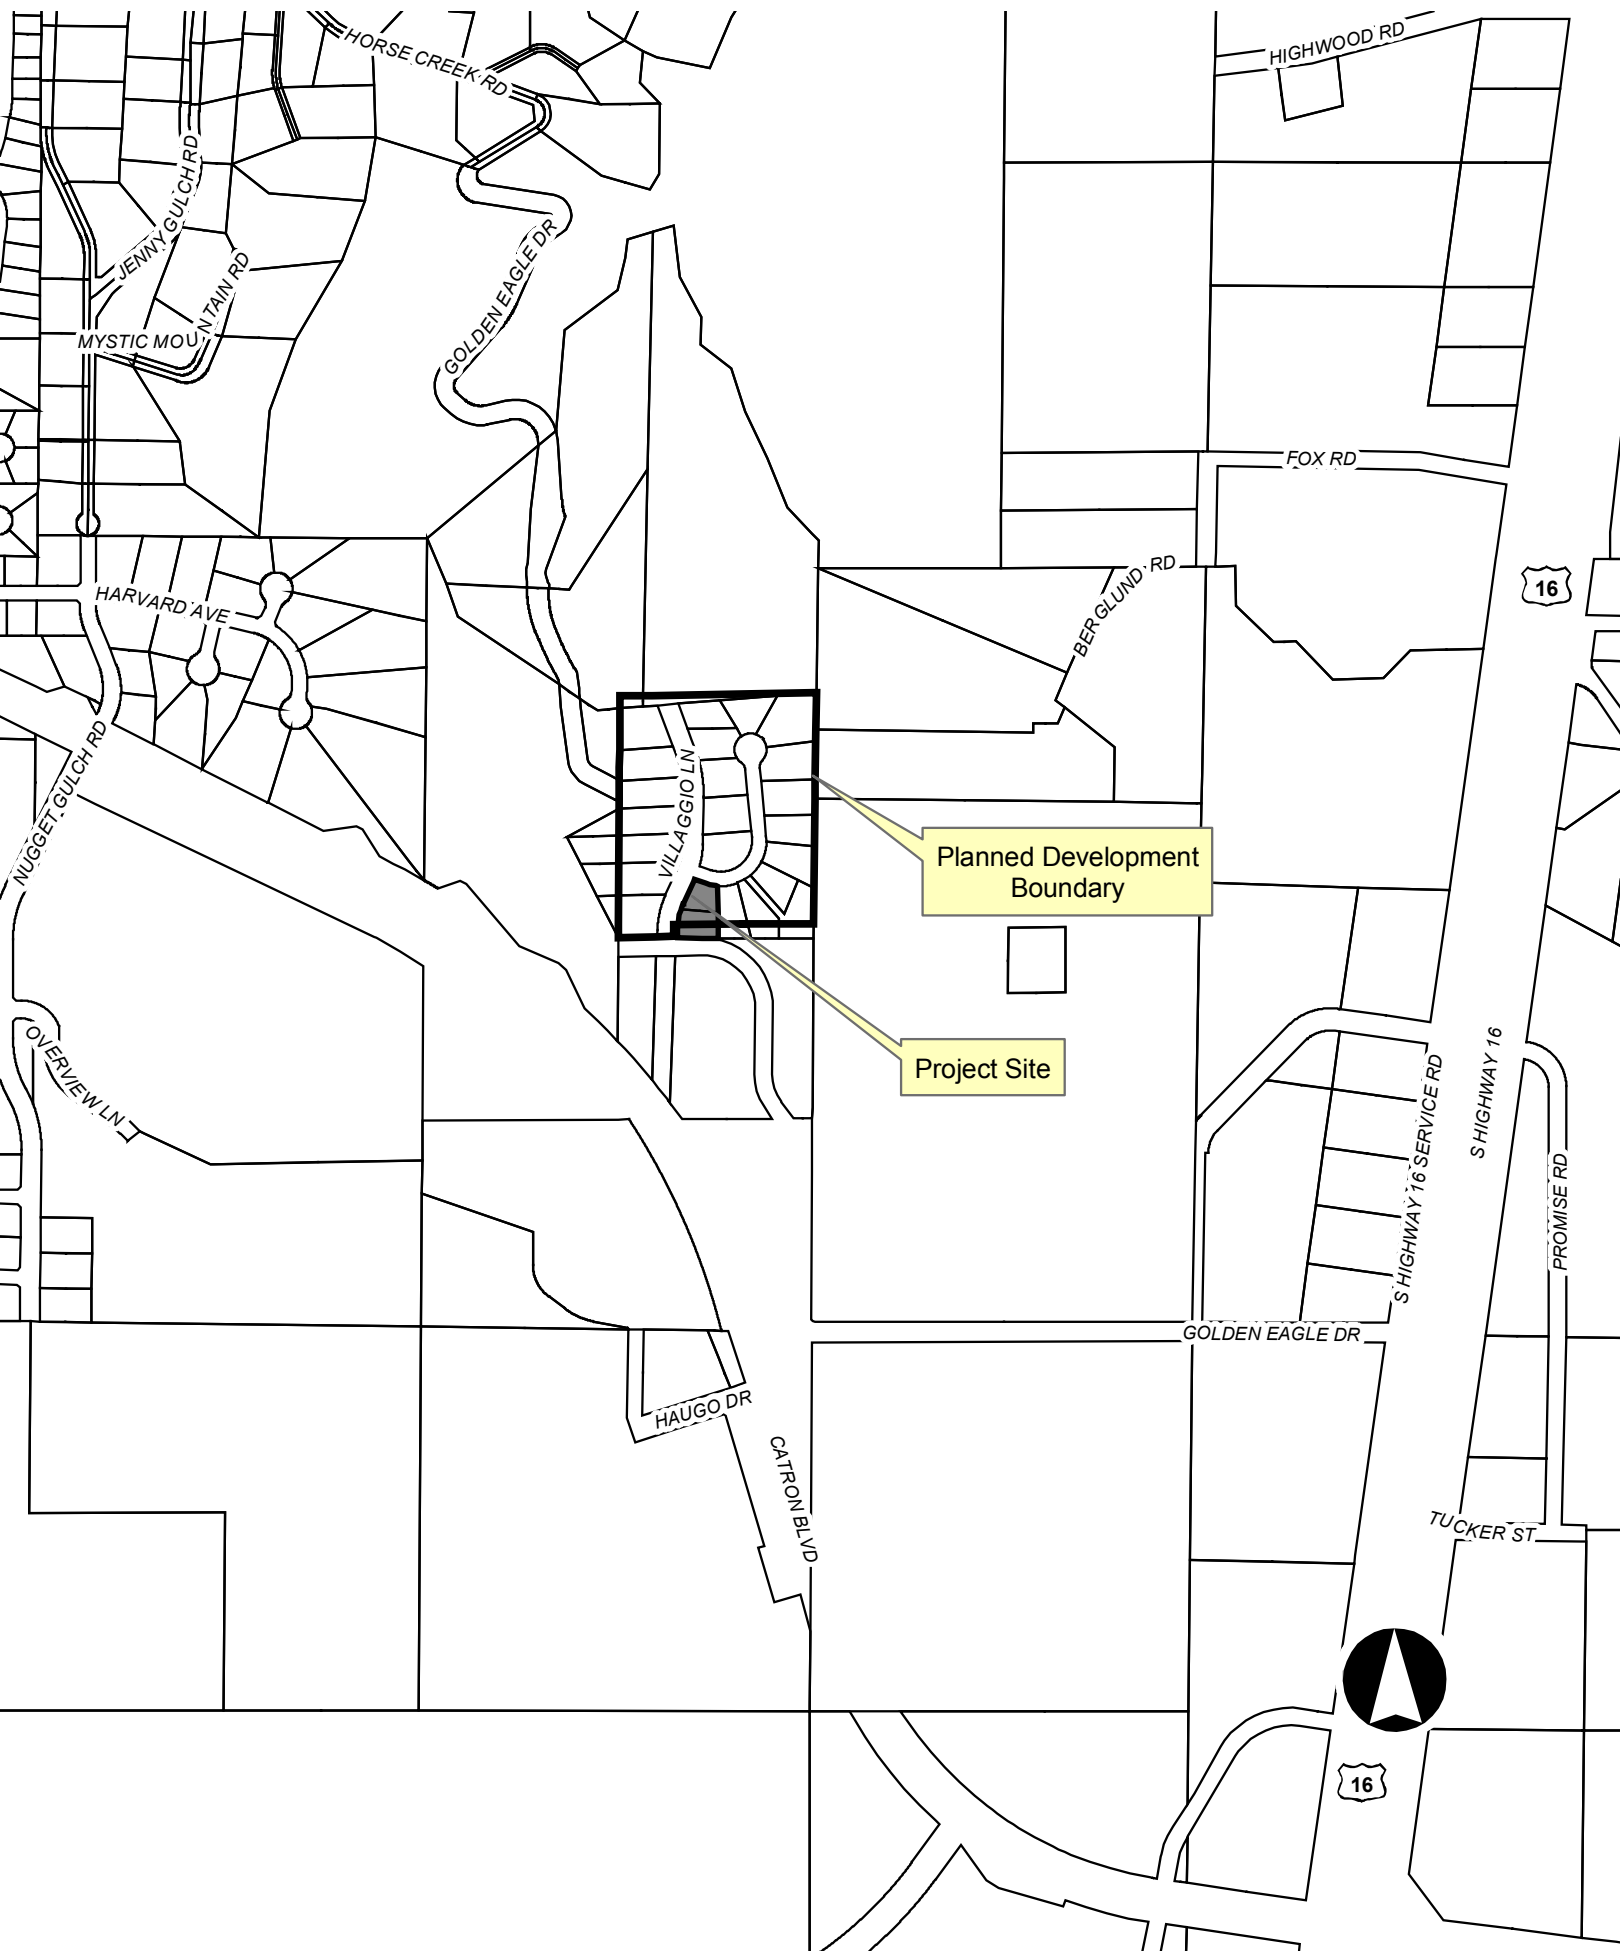 HORSE CREEK RD
HIGHWOOD RD
JENNY GULCH RD
GOLDEN EAGLE DR
MYSTIC MOUNTAIN RD
FOX RD
BERGLUND RD
16
HARVARD AVE
NUGGET GULCH RD
VILLAGGIO LN
Planned Development
Boundary
Project Site
OVERVIEW LN
S HIGHWAY 16 SERVICE RD
S HIGHWAY 16
PROMISE RD
GOLDEN EAGLE DR
HAUGO DR
CATRON BLVD
TUCKER ST
16